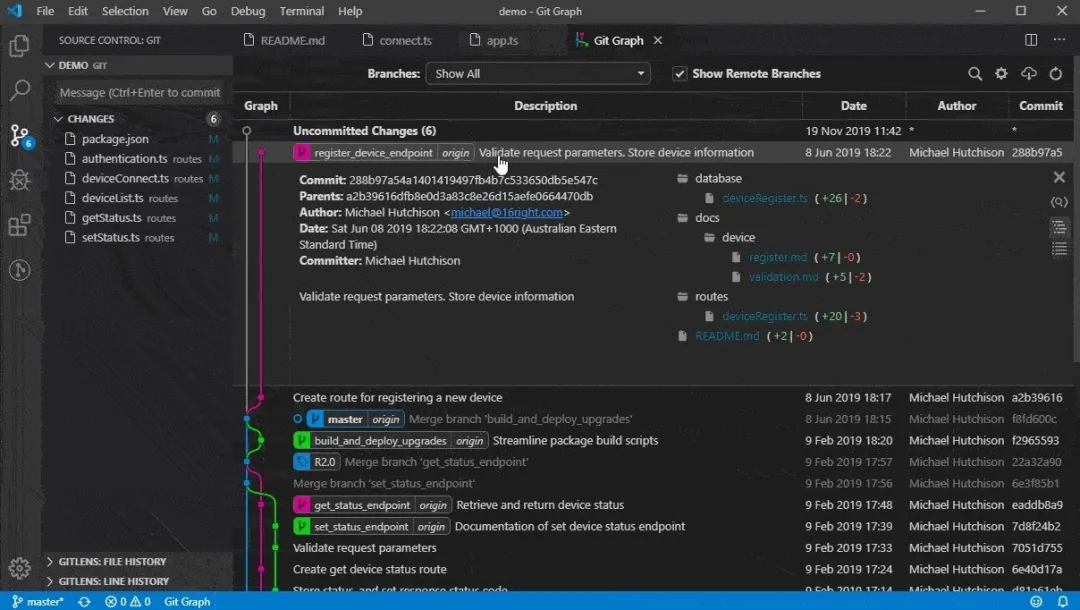 File Edit Selection View Go Debug Terminal Help demo - Git Graph
SOURCE CONTROL: GIT README.md connect.ts app.ts Git Graph
DEMO GIT
Branches: Show All Show Remote Branches
Message (Ctrl+Enter to commit
Graph Description Date Author Commit
CHANGES 6
Uncommitted Changes (6) 19 Nov 2019 11:42 * *
package.json M
register_device_endpoint origin Validate request parameters. Store device information 8 Jun 2019 18:22 Michael Hutchison 288b97a5
authentication.ts routes M
deviceConnect.ts routes M
deviceList.ts routes M
getStatus.ts routes M
setStatus.ts routes M
6
Commit: 288b97a54a1401419497fb4b7c533650db5e547c
Parents: a2b39616dfb8e0d3a83c8e26d15aefe0664470db
Author: Michael Hutchison <michael@16right.com>
Date: Sat Jun 08 2019 18:22:08 GMT+1000 (Australian Eastern
Standard Time)
Committer: Michael Hutchison
Validate request parameters. Store device information
database
deviceRegister.ts (+26|-2)
docs
device
register.md (+7|-0)
validation.md (+5|-2)
routes
deviceRegister.ts (+20|-3)
README.md (+2|-0)
Create route for registering a new device 8 Jun 2019 18:17 Michael Hutchison a2b39616
master origin Merge branch 'build_and_deploy_upgrades' 8 Jun 2019 18:15 Michael Hutchison f8fd600c
build_and_deploy_upgrades origin Streamline package build scripts 9 Feb 2019 18:20 Michael Hutchison f2965593
R2.0 Merge branch 'get_status_endpoint' 9 Feb 2019 17:57 Michael Hutchison 22a32a90
Merge branch 'set_status_endpoint' 9 Feb 2019 17:56 Michael Hutchison 6e3f85b1
get_status_endpoint origin Retrieve and return device status 9 Feb 2019 17:48 Michael Hutchison eaddb8a9
set_status_endpoint origin Documentation of set device status endpoint 9 Feb 2019 17:39 Michael Hutchison 7d8f24b2
Validate request parameters 9 Feb 2019 17:33 Michael Hutchison 7051d755
GITLENS: FILE HISTORY
Create get device status route 9 Feb 2019 17:24 Michael Hutchison 6e40d17a
GITLENS: LINE HISTORY
Store status, and set response status code 9 Feb 2019 17:24 Michael Hutchison d81a61eb
master* 0 0 Git Graph